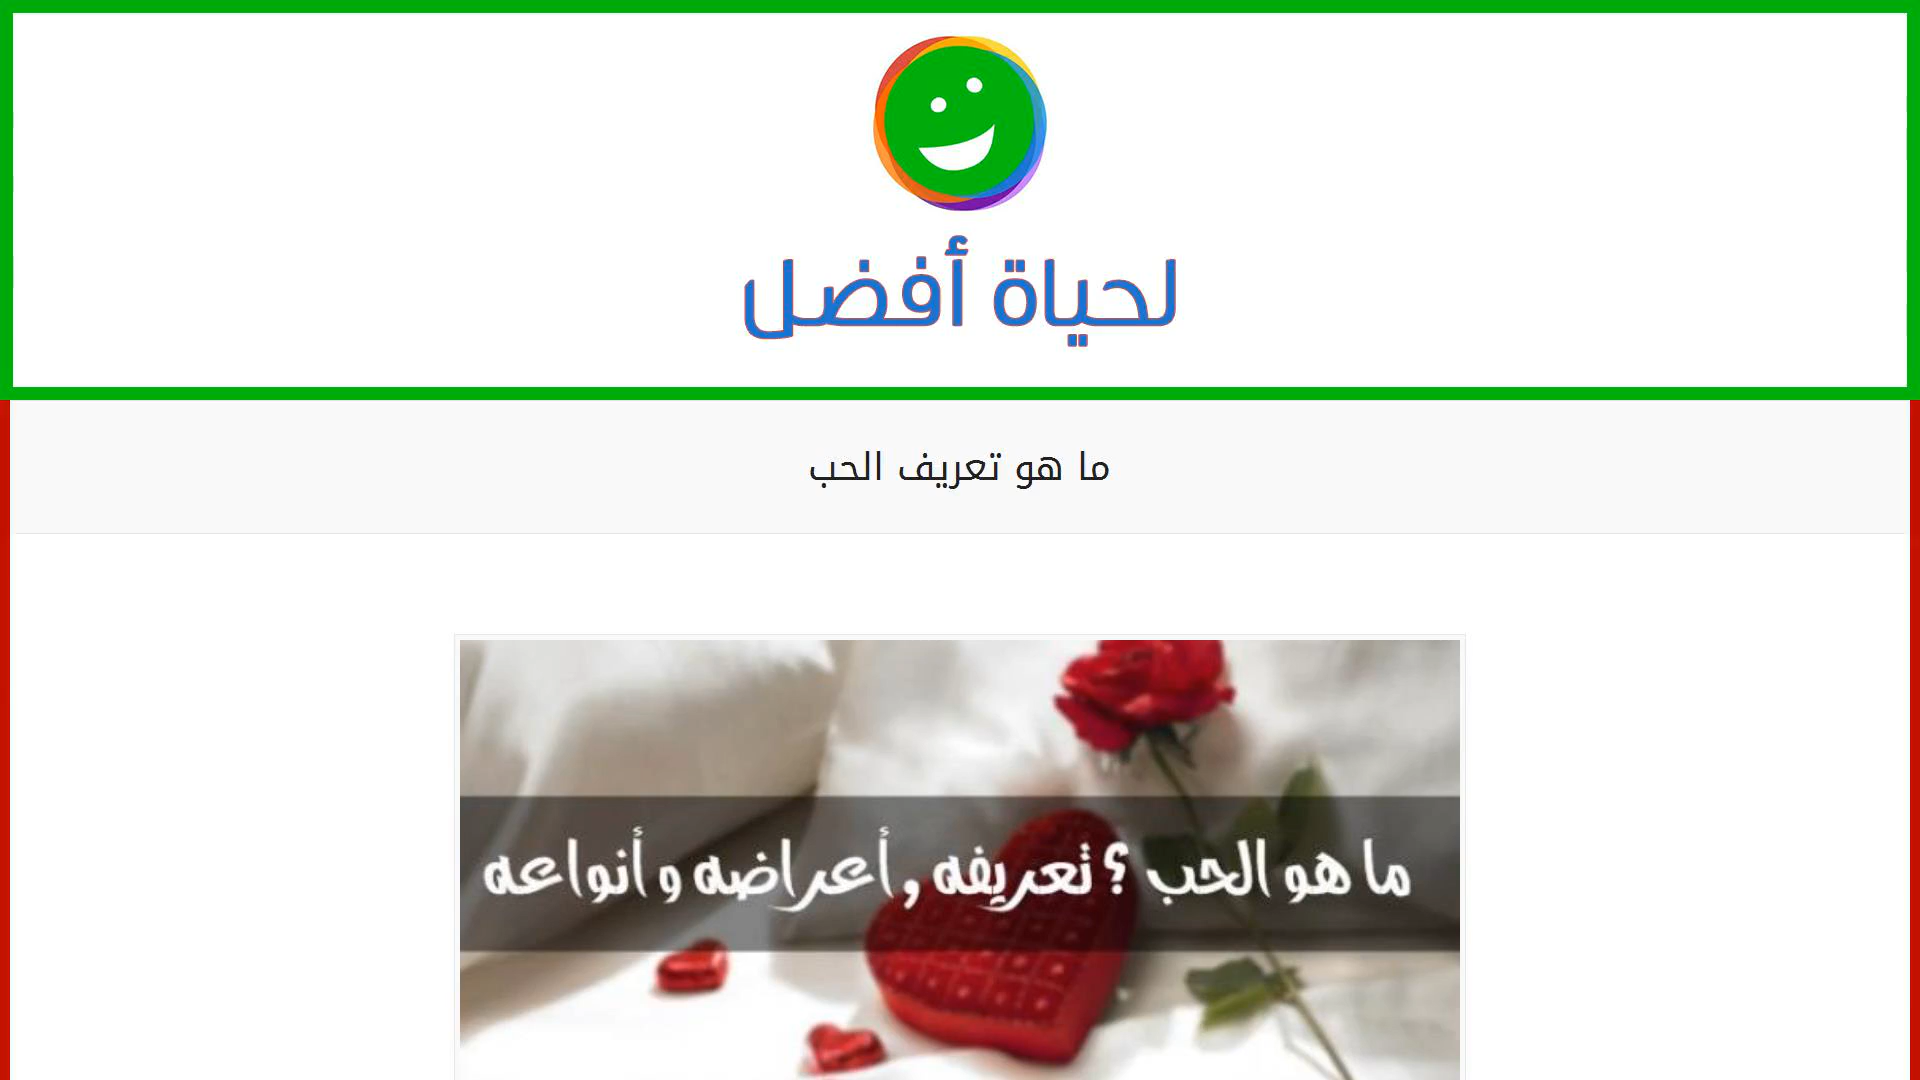 لحياة أفضل
ما هو تعريف الحب
ما هو الحب ؟ تعريفه , أعراضه و أنواعه